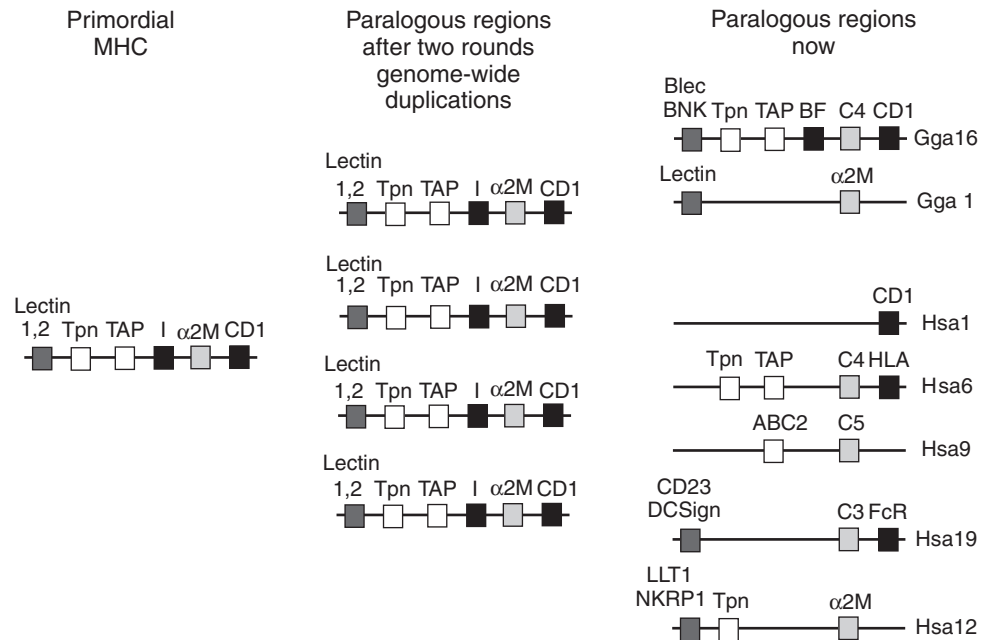 Primordial
MHC
Lectin
1,2 Tpn TAP I α2M CD1
Paralogous regions
after two rounds
genome-wide
duplications
Lectin
1,2 Tpn TAP I α2M CD1
Lectin
1,2 Tpn TAP I α2M CD1
Lectin
1,2 Tpn TAP I α2M CD1
Lectin
1,2 Tpn TAP I α2M CD1
Paralogous regions
now
Blec
BNK Tpn TAP BF C4 CD1
Gga16
Lectin α2M
Gga 1
CD1
Hsa1
Tpn TAP C4 HLA
Hsa6
ABC2 C5
Hsa9
CD23
DCSign C3 FcR
Hsa19
LLT1
NKRP1 Tpn α2M
Hsa12